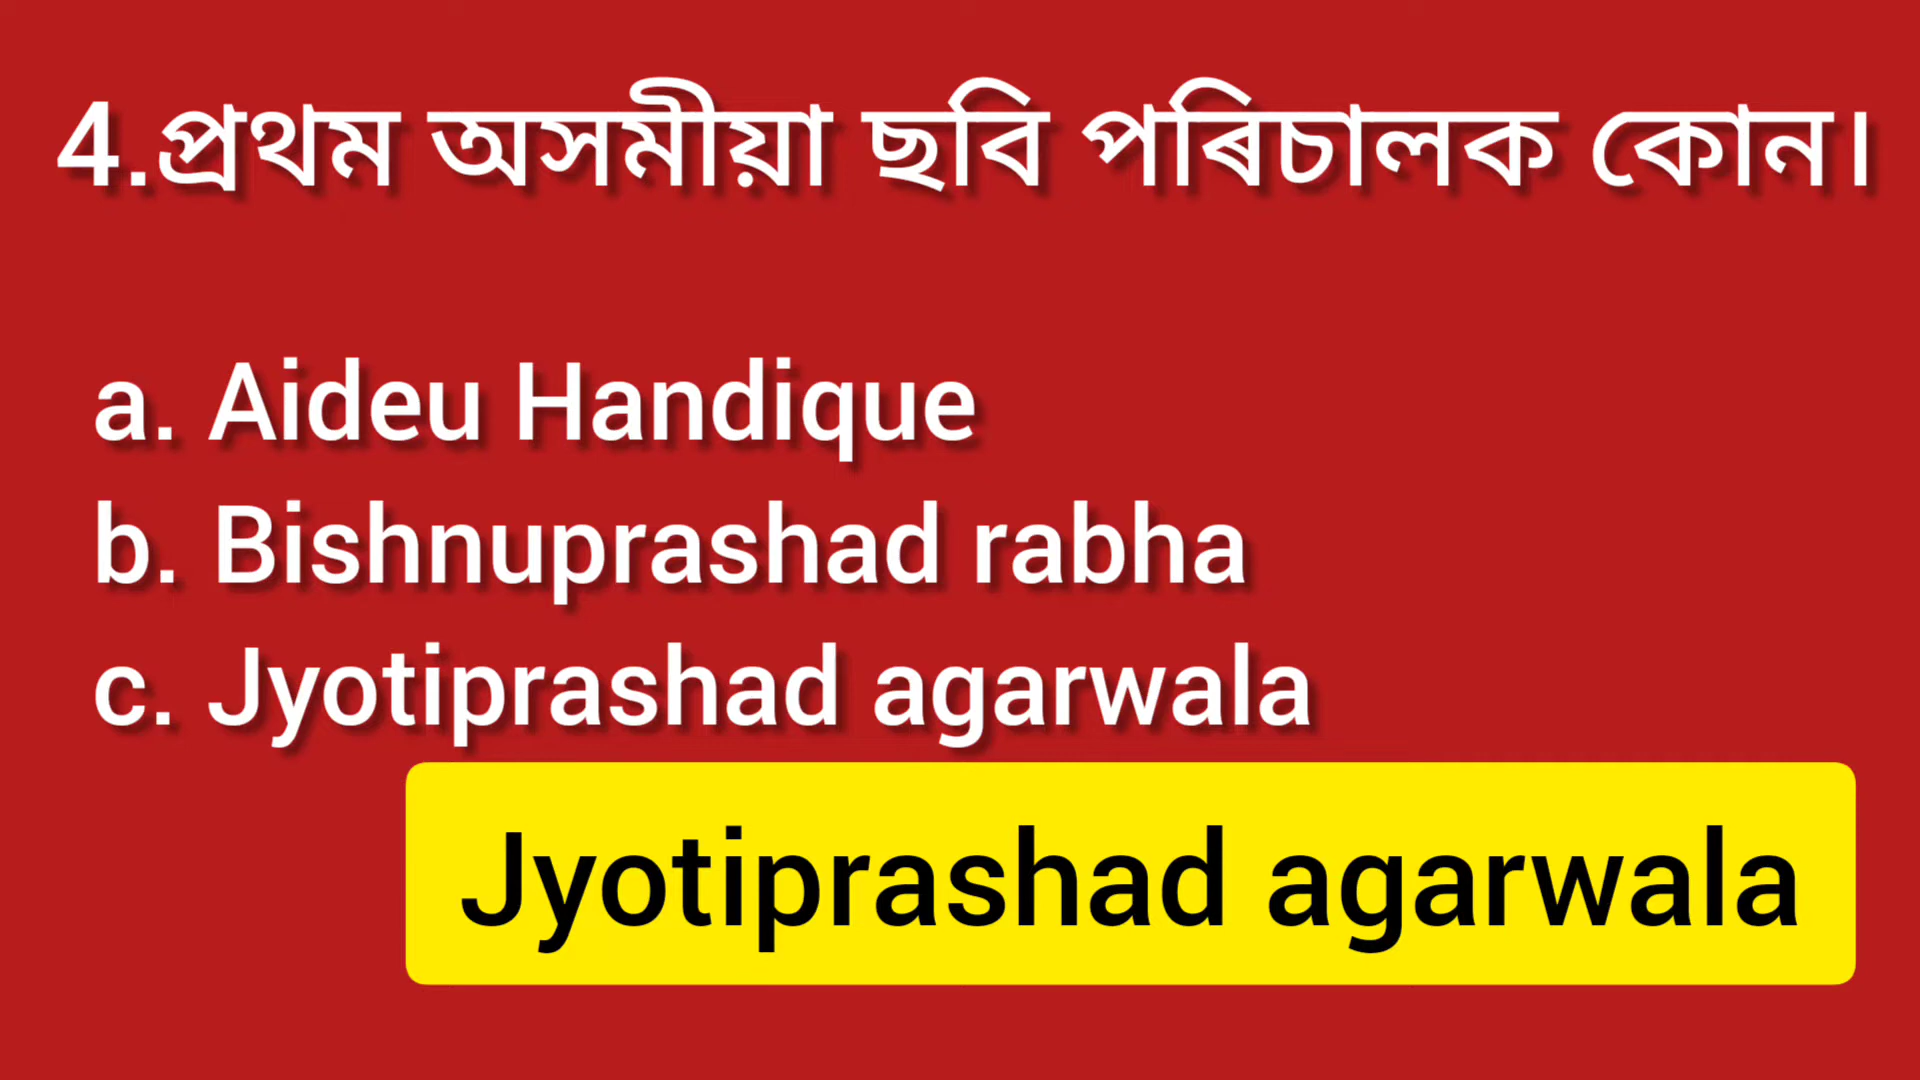 4.প্ৰথম অসমীয়া ছবি পৰিচালক কোন।
a. Aideu Handique
b. Bishnuprashad rabha
c. Jyotiprashad agarwala
Jyotiprashad agarwala